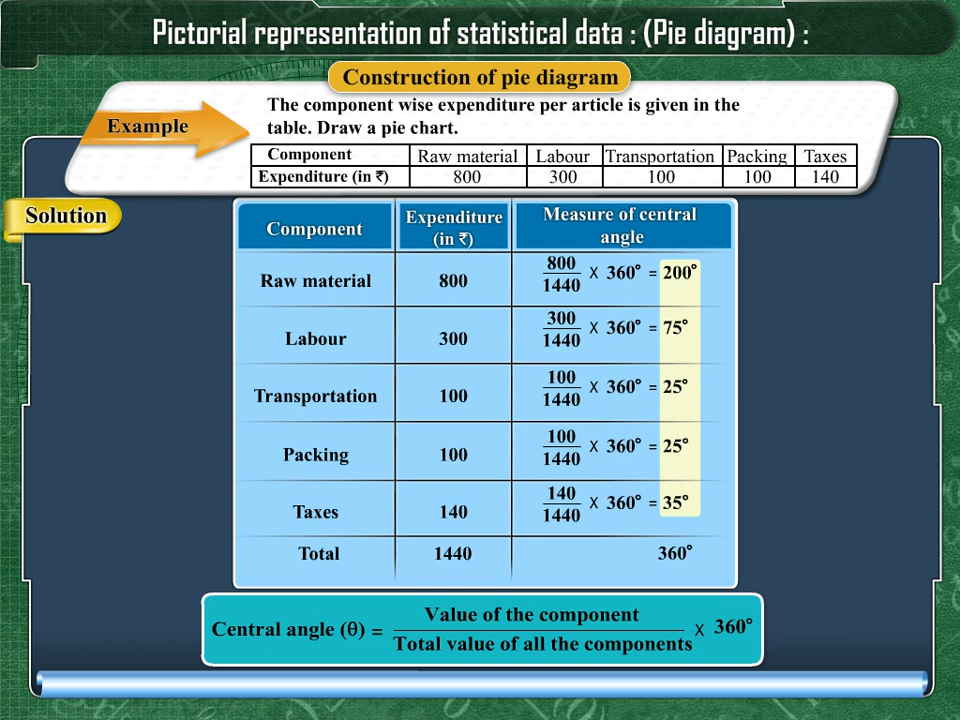 Pictorial representation of statistical data : (Pie diagram) :
Construction of pie diagram
Example
The component wise expenditure per article is given in the
table. Draw a pie chart.
Component Raw material Labour Transportation Packing Taxes
Expenditure (in ₹) 800 300 100 100 140
Solution
Component Expenditure (in ₹) Measure of central angle
Raw material 800 800/1440 X 360° = 200°
Labour 300 300/1440 X 360° = 75°
Transportation 100 100/1440 X 360° = 25°
Packing 100 100/1440 X 360° = 25°
Taxes 140 140/1440 X 360° = 35°
Total 1440 360°
Central angle (θ) = Value of the component / Total value of all the components X 360°